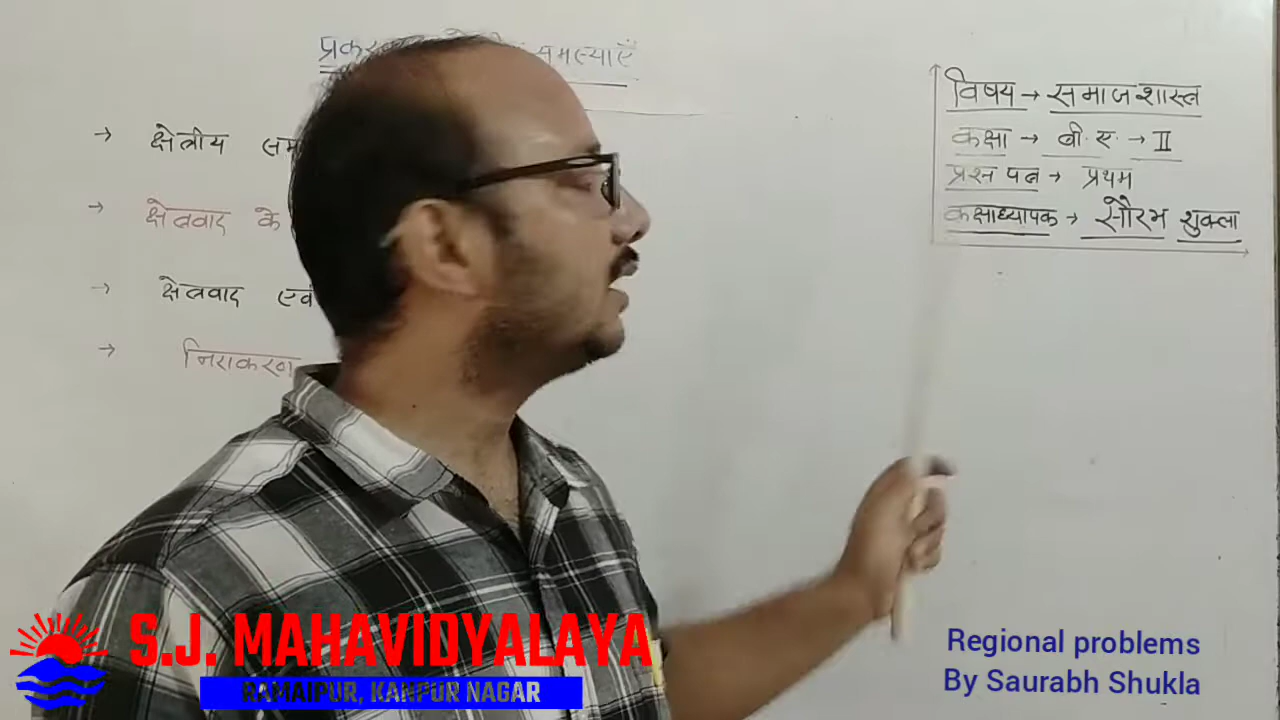 समस्याएँ
→ क्षेत्रीय
→ क्षेत्रवाद के
→ क्षेत्रवाद एवं
→ निराकरण
विषय → समाजशास्त्र
कक्षा → बी.ए. → II
प्रश्न पत्र → प्रथम
कक्षाध्यापक → सौरभ शुक्ला
S.J. MAHAVIDYALAYA
RAMAIPUR, KANPUR NAGAR
Regional problems
By Saurabh Shukla